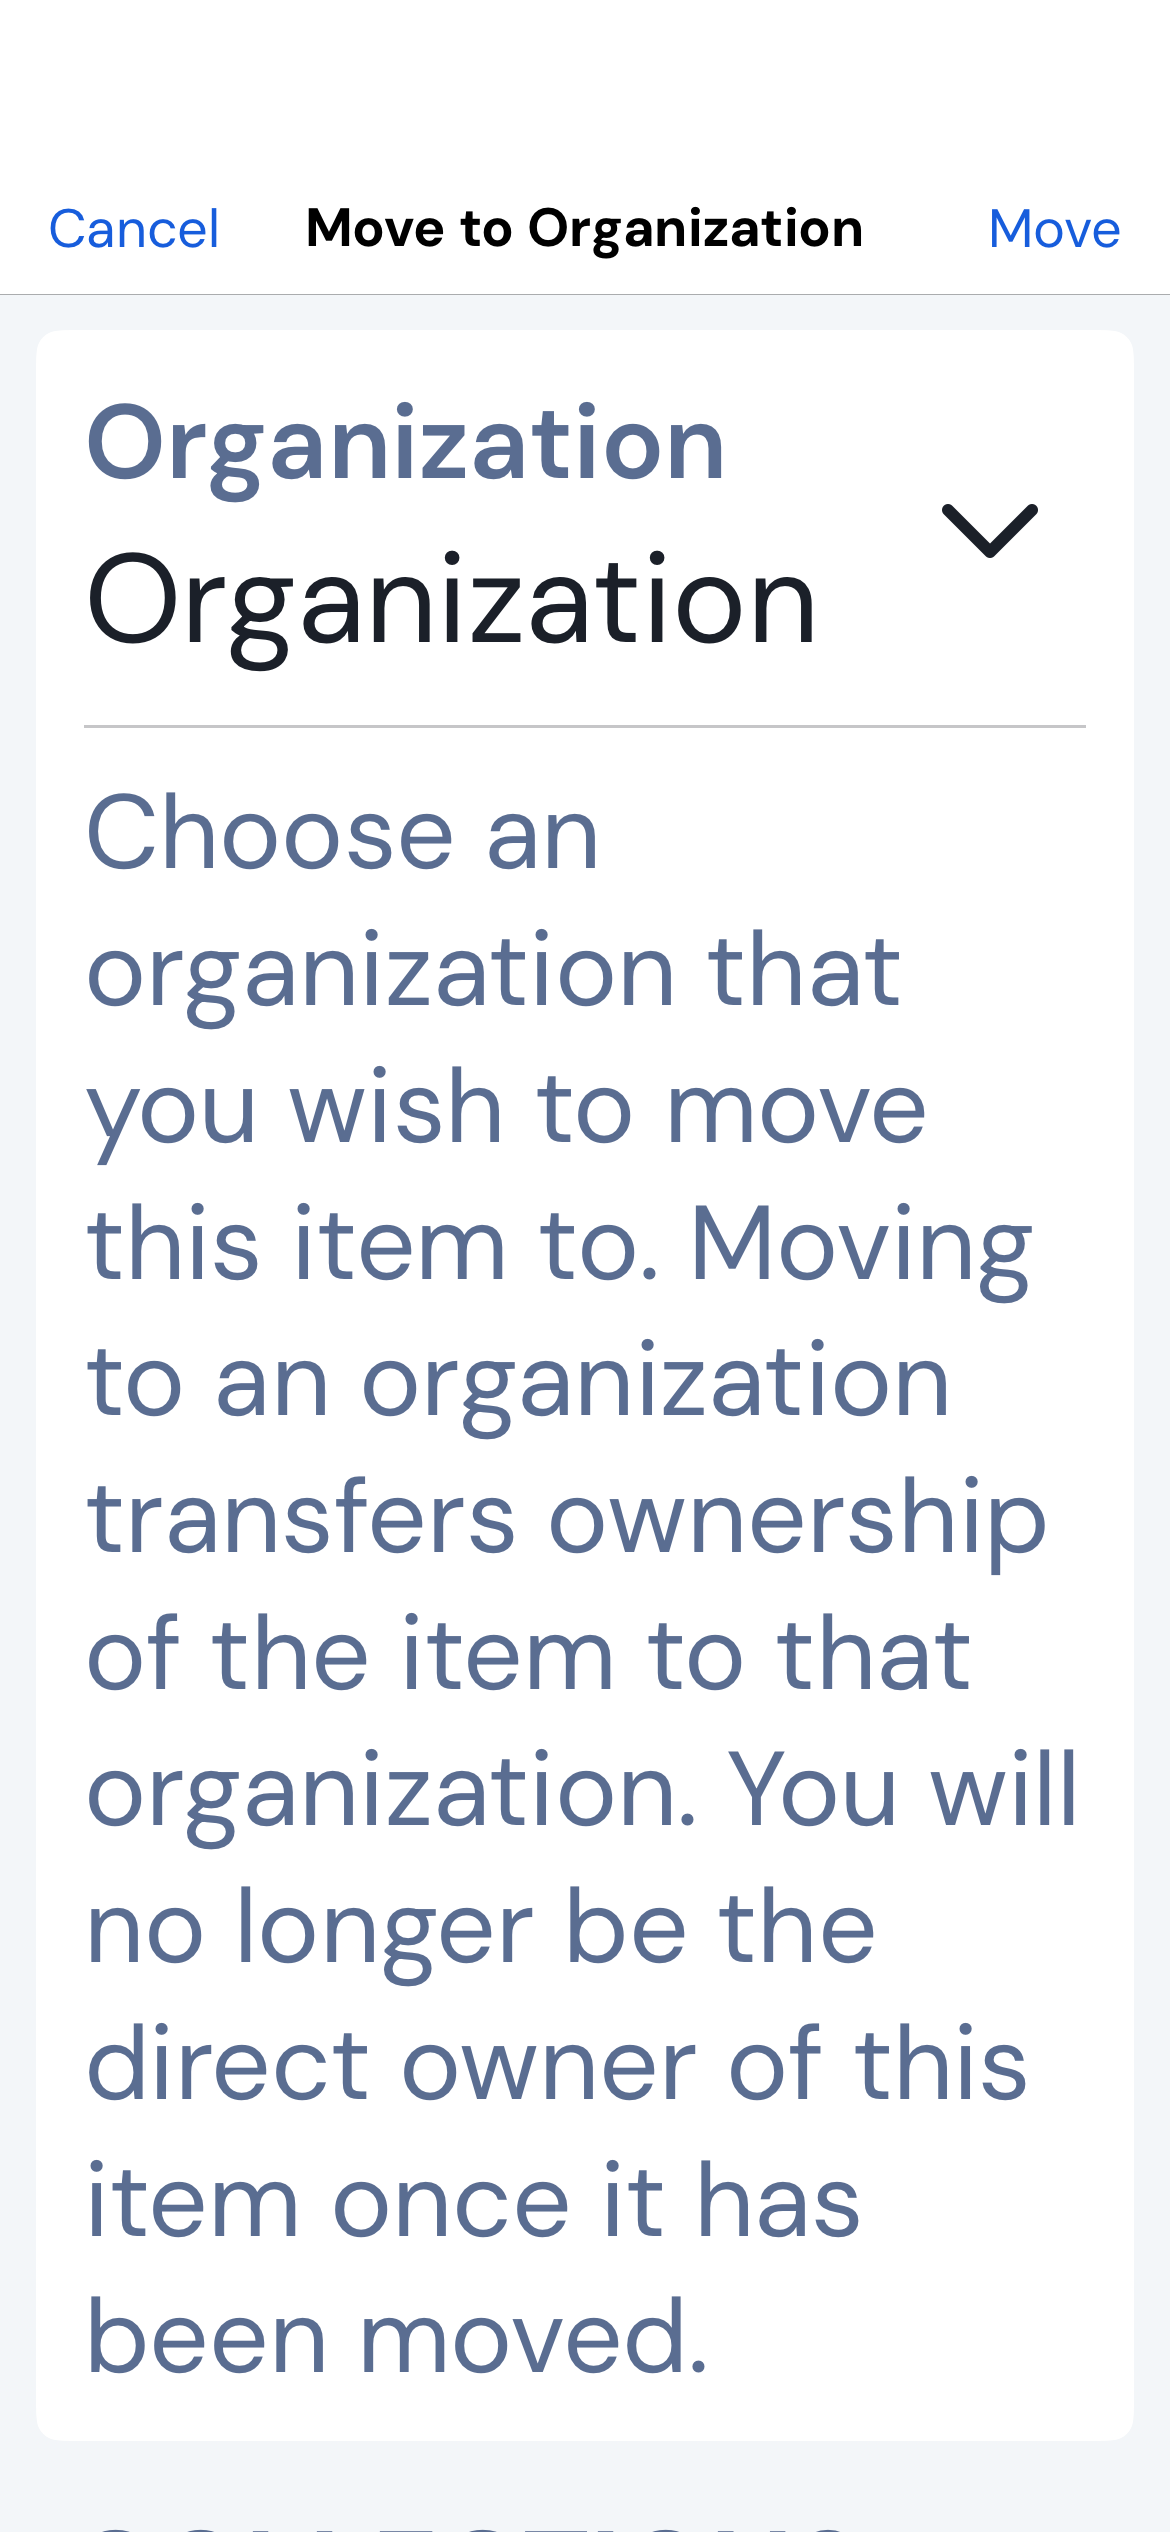 Cancel Move to Organization Move
Organization
Organization
Choose an
organization that
you wish to move
this item to. Moving
to an organization
transfers ownership
of the item to that
organization. You will
no longer be the
direct owner of this
item once it has
been moved.